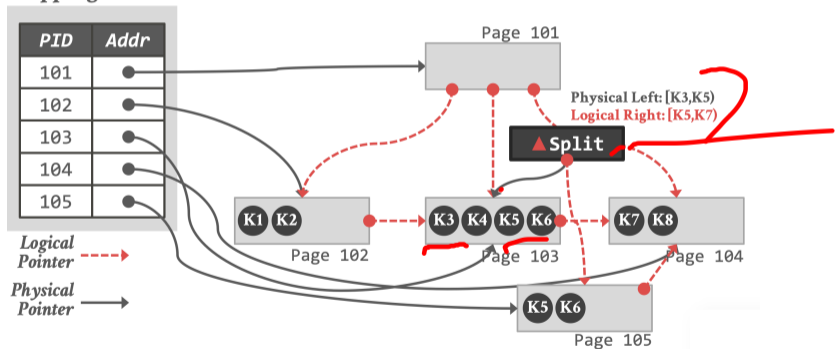 PID Addr
101
102
103
104
105
Logical
Pointer
Physical
Pointer
Page 101
Physical Left: [K3,K5)
Logical Right: [K5,K7)
▲Split
K1 K2
Page 102
K3 K4 K5 K6
Page 103
K7 K8
Page 104
K5 K6
Page 105